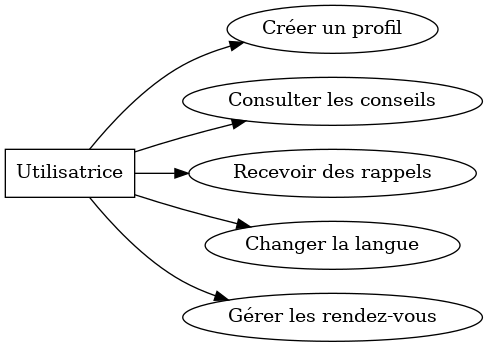 Créer un profil
Consulter les conseils
Utilisatrice
Recevoir des rappels
Changer la langue
Gérer les rendez-vous